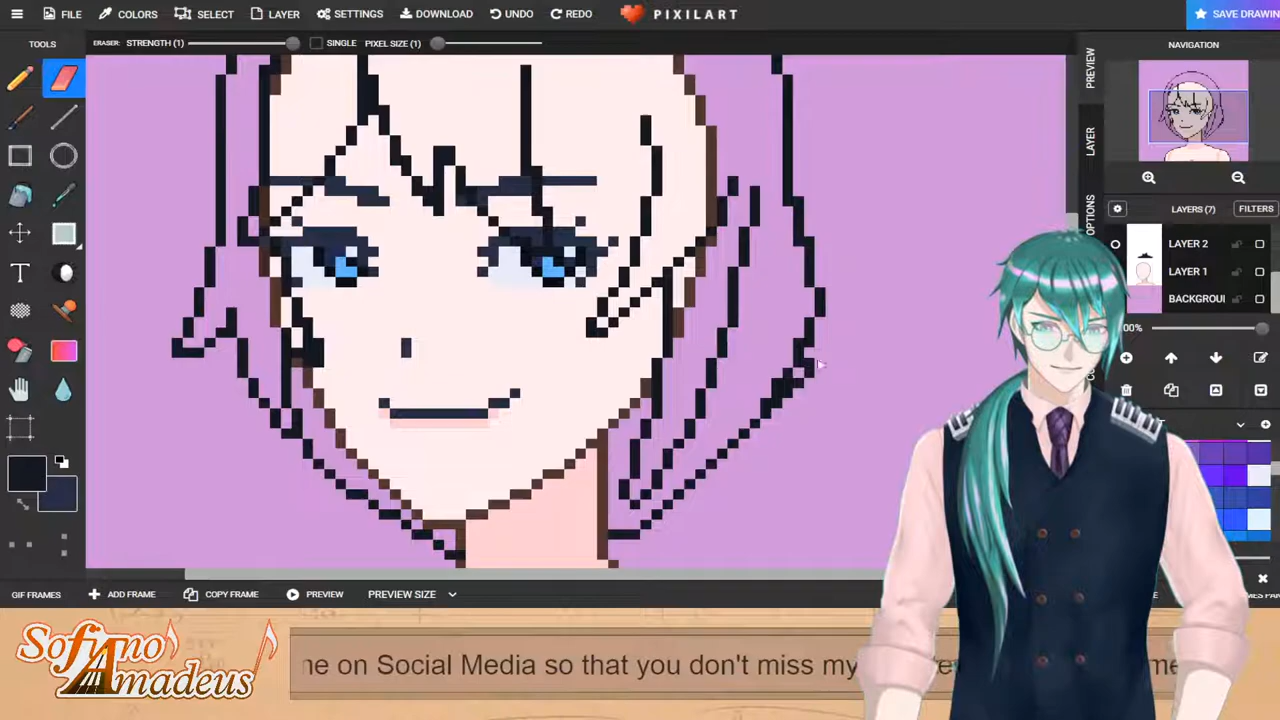 FILE COLORS SELECT LAYER SETTINGS DOWNLOAD UNDO REDO PIXILART SAVE DRAWIN
TOOLS ERASER: STRENGTH (1) SINGLE PIXEL SIZE (1) NAVIGATION
PREVIEW
LAYER
OPTIONS
LAYERS (7) FILTERS
LAYER 2
LAYER 1
BACKGROUI
GIF FRAMES ADD FRAME COPY FRAME PREVIEW PREVIEW SIZE
Sofiano
Amadeus
ne on Social Media so that you don't miss my